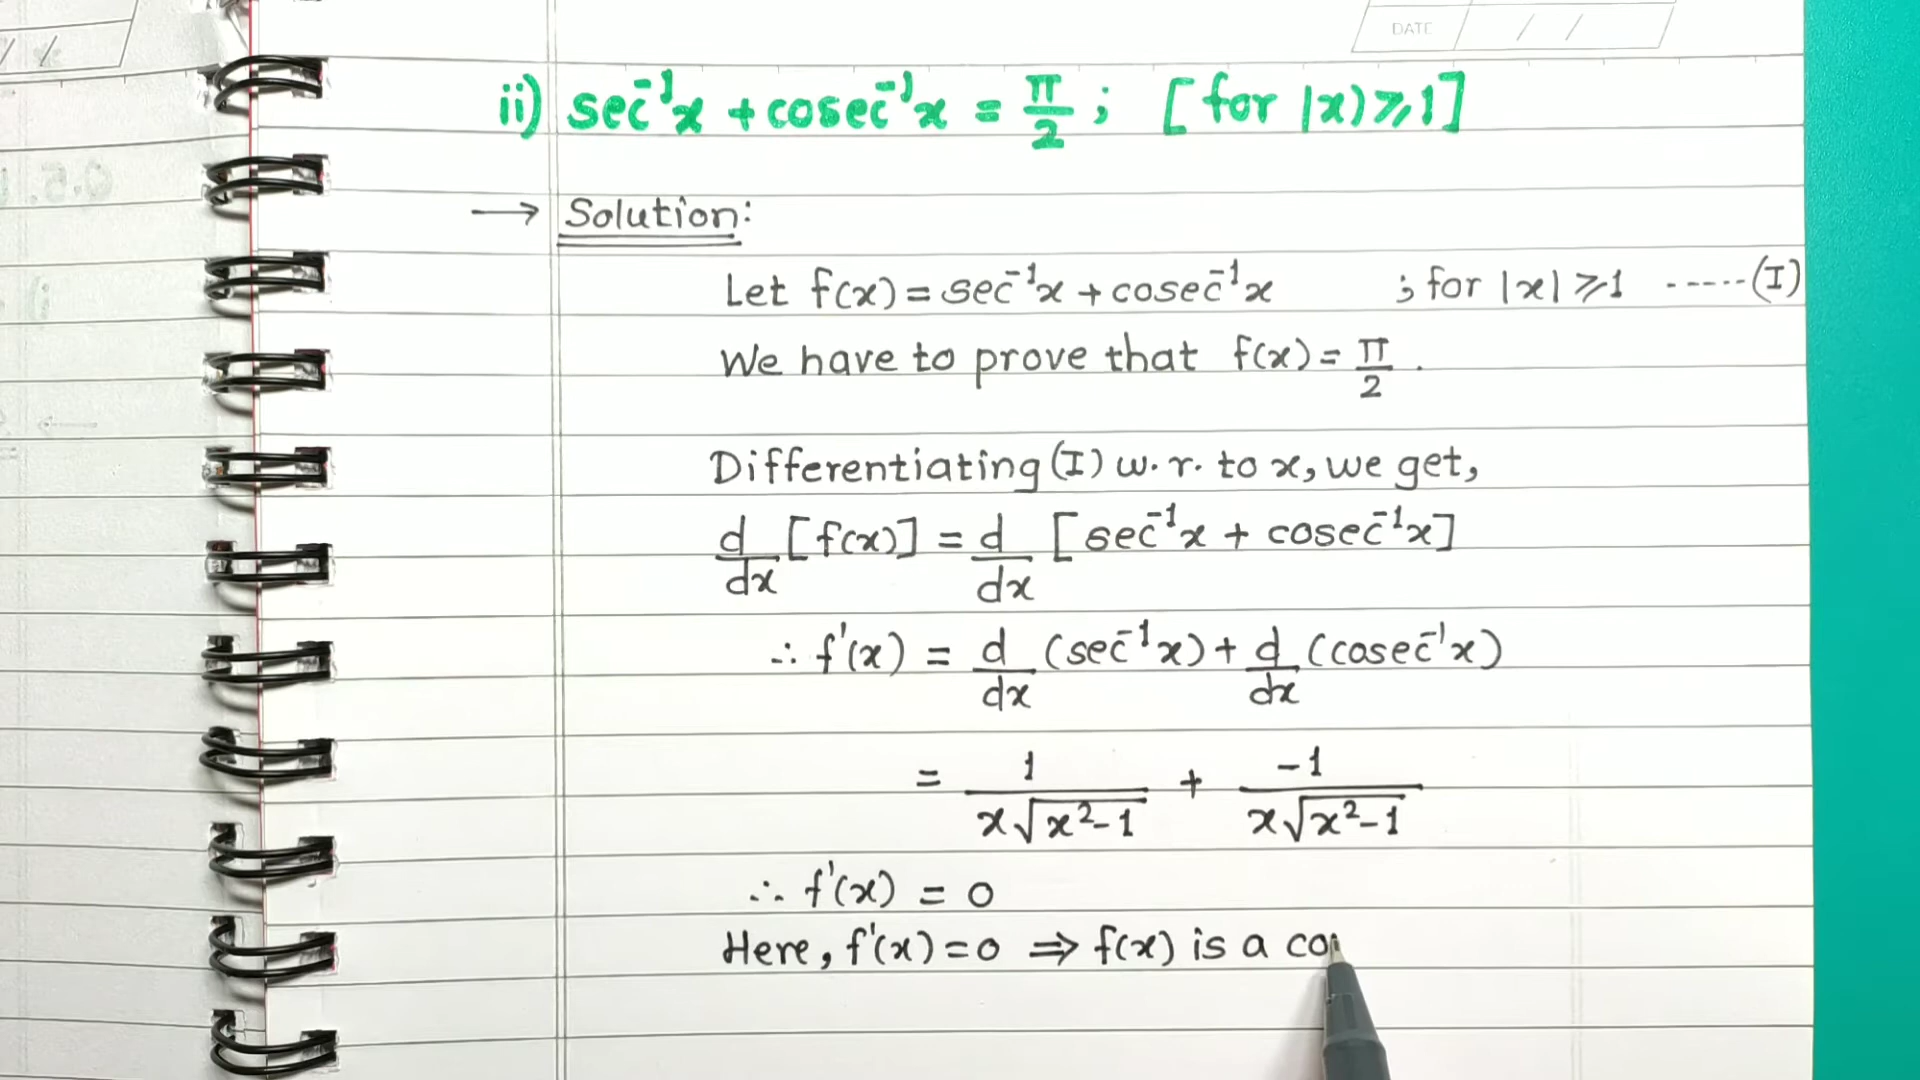 DATE / /
ii) sec⁻¹x + cosec⁻¹x = π/2 ; [for |x)⩾1]
→ Solution:
Let f(x) = sec⁻¹x + cosec⁻¹x ; for |x| ⩾ 1 ------(I)
We have to prove that f(x) = π/2 .
Differentiating (I) w.r. to x, we get,
d/dx [f(x)] = d/dx [sec⁻¹x + cosec⁻¹x]
∴ f'(x) = d/dx (sec⁻¹x) + d/dx (cosec⁻¹x)
= 1/x√x²-1 + -1/x√x²-1
∴ f'(x) = 0
Here, f'(x) = 0 ⇒ f(x) is a